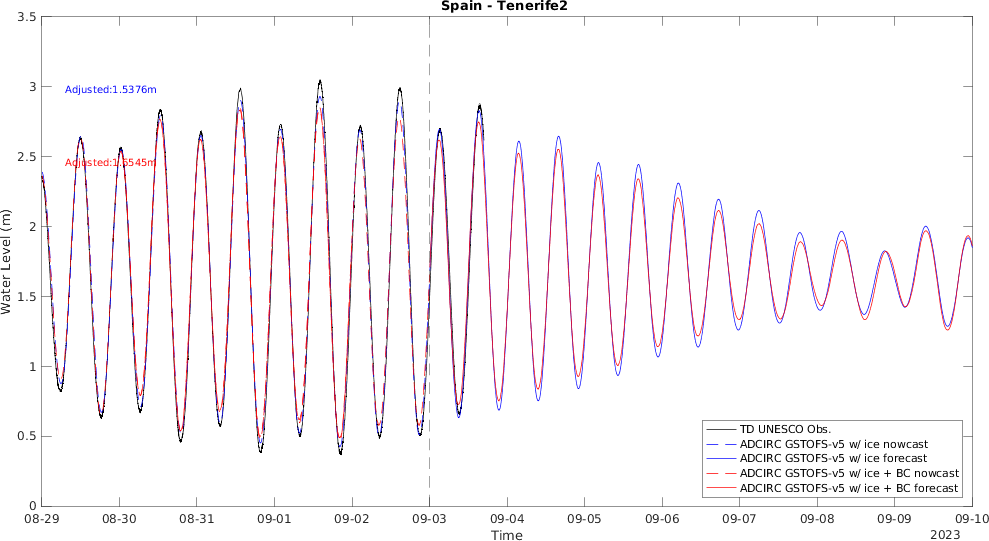 Spain - Tenerife2
3.5
3
2.5
2
1.5
1
0.5
0
Water Level (m)
Adjusted:1.5376m
Adjusted:1.5545m
TD UNESCO Obs.
ADCIRC GSTOFS-v5 w/ ice nowcast
ADCIRC GSTOFS-v5 w/ ice forecast
ADCIRC GSTOFS-v5 w/ ice + BC nowcast
ADCIRC GSTOFS-v5 w/ ice + BC forecast
08-29 08-30 08-31 09-01 09-02 09-03 09-04 09-05 09-06 09-07 09-08 09-09 09-10
Time
2023